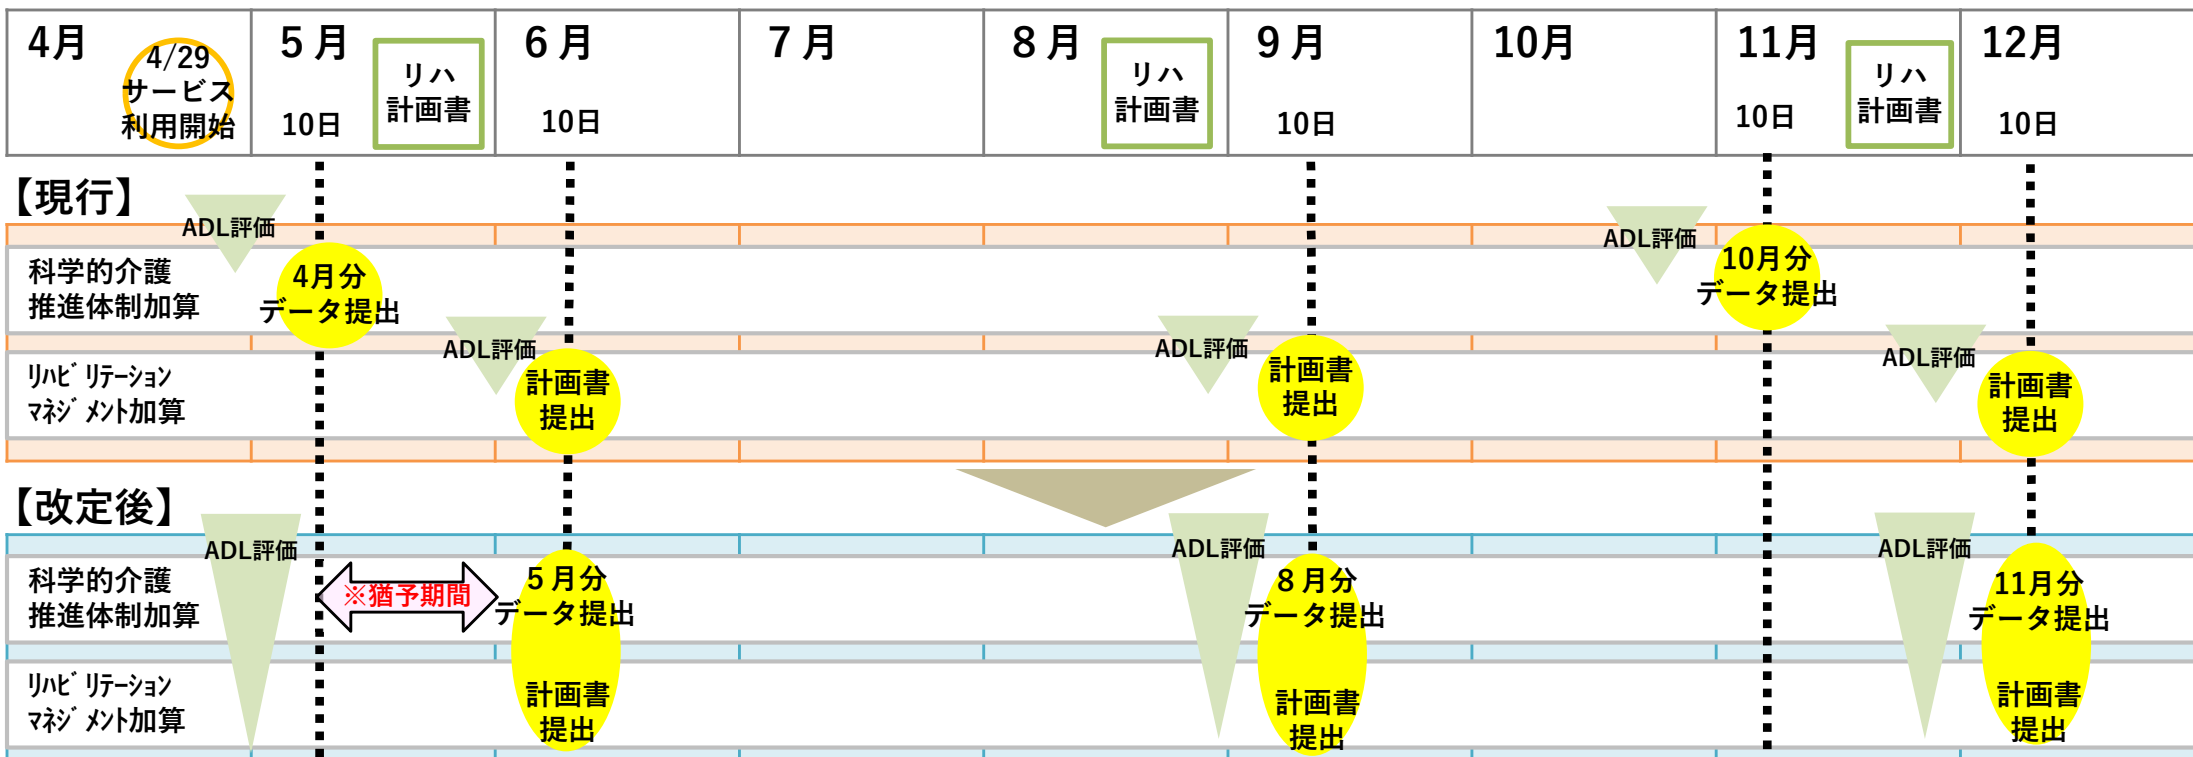 4月
4/29
サービス
利用開始
５月
10日
リハ
計画書
６月
10日
７月
８月
リハ
計画書
９月
10日
10月
11月
10日
リハ
計画書
12月
10日
【現行】
ADL評価
ADL評価
科学的介護
推進体制加算
4月分
データ提出
10月分
データ提出
ADL評価
ADL評価
ADL評価
ﾘﾊﾋﾞﾘﾃｰｼｮﾝ
ﾏﾈｼﾞﾒﾝﾄ加算
計画書
提出
計画書
提出
計画書
提出
【改定後】
ADL評価
ADL評価
ADL評価
科学的介護
推進体制加算
※猶予期間
５月分
データ提出
８月分
データ提出
11月分
データ提出
ﾘﾊﾋﾞﾘﾃｰｼｮﾝ
ﾏﾈｼﾞﾒﾝﾄ加算
計画書
提出
計画書
提出
計画書
提出